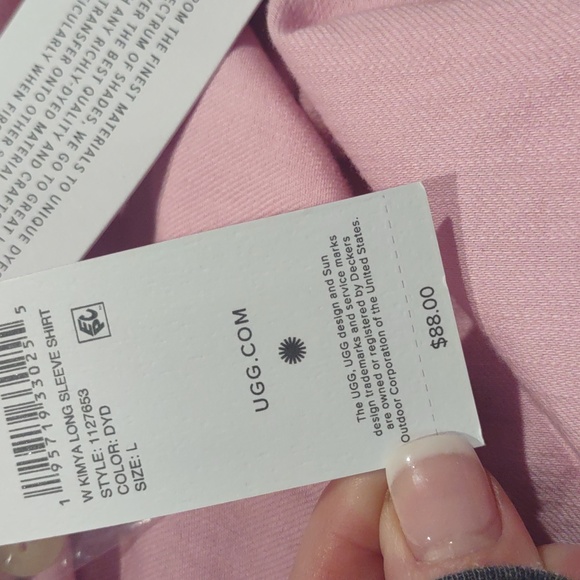 OM THE FINEST MATERIALS TO UNIQUE DYE
ECTRUM OF SHADES. WE GO TO GREAT
ER THE BEST QUALITY AND CRAFTS
ANY RICHLY-DYED MATERIAL
TRANSFER ONTO OTHER S
ICULARLY WHEN FIR
1 95719 33025 5
W KIMYA LONG SLEEVE SHIRT
STYLE: 1127653
COLOR: DYD
SIZE: L
UGG.COM
The UGG, UGG design and Sun
design trademarks and service marks
are owned or registered by Deckers
Outdoor Corporation of the United States.
$88.00